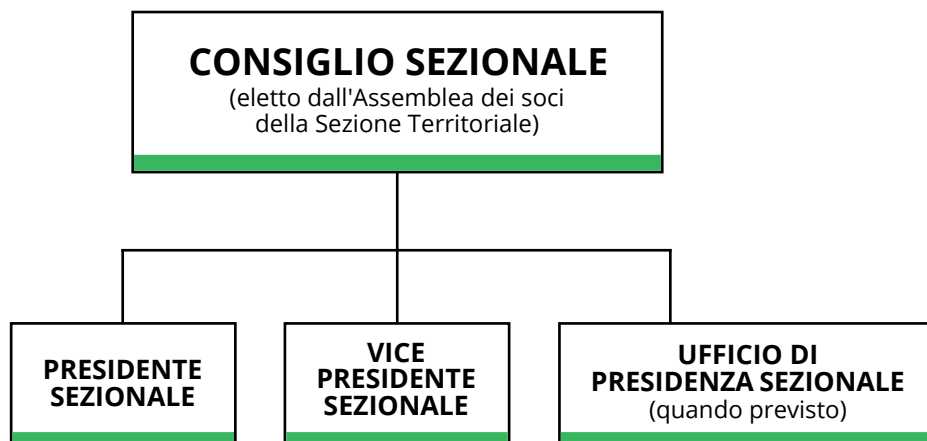 CONSIGLIO SEZIONALE
(eletto dall'Assemblea dei soci
della Sezione Territoriale)
PRESIDENTE
SEZIONALE
VICE
PRESIDENTE
SEZIONALE
UFFICIO DI
PRESIDENZA SEZIONALE
(quando previsto)